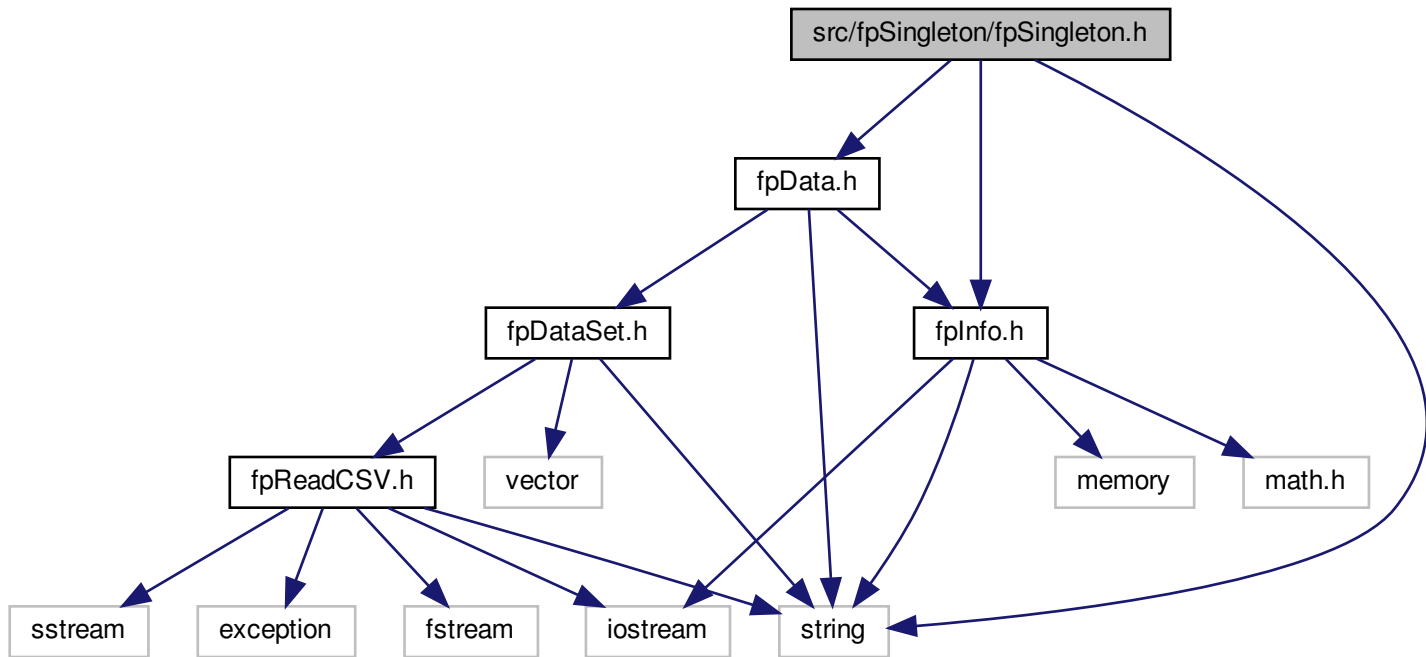 src/fpSingleton/fpSingleton.h
fpData.h
fpDataSet.h
fpInfo.h
fpReadCSV.h
vector
memory
math.h
sstream
exception
fstream
iostream
string